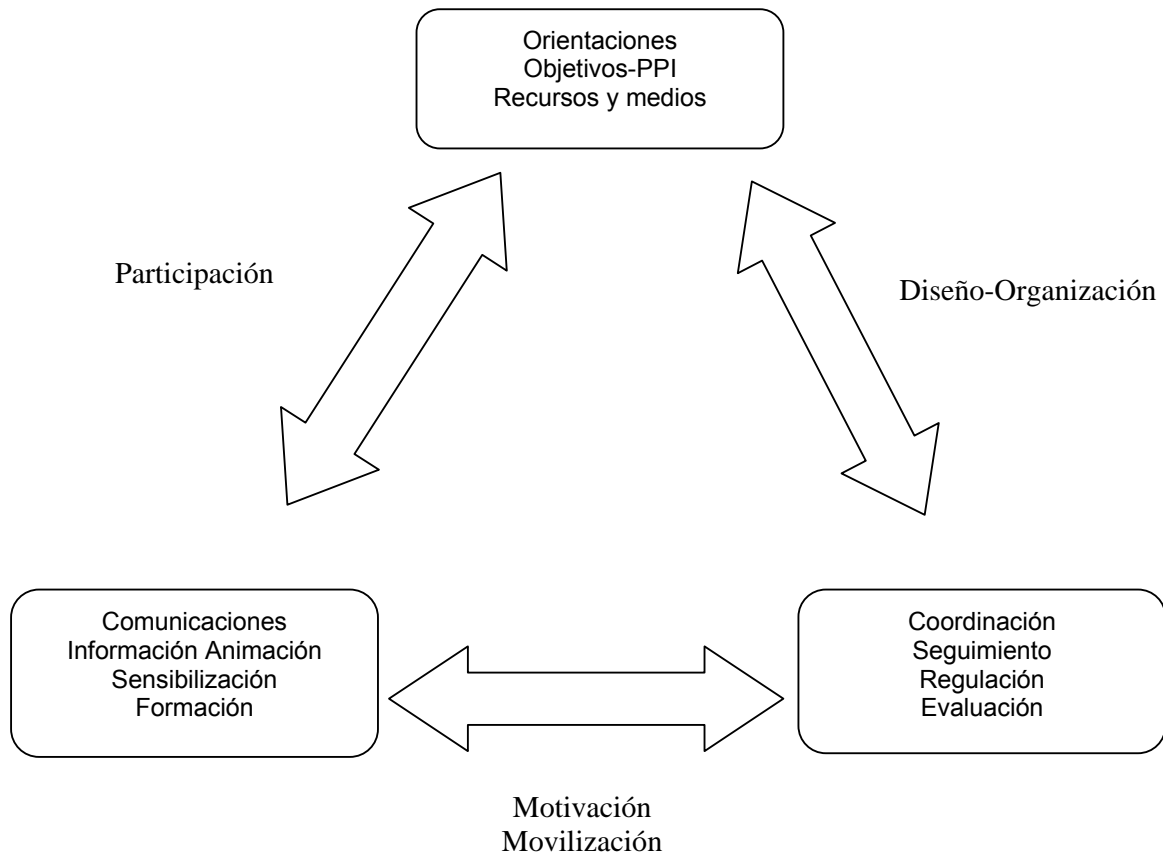 Orientaciones
Objetivos-PPI
Recursos y medios
Participación
Diseño-Organización
Comunicaciones
Información Animación
Sensibilización
Formación
Coordinación
Seguimiento
Regulación
Evaluación
Motivación
Movilización